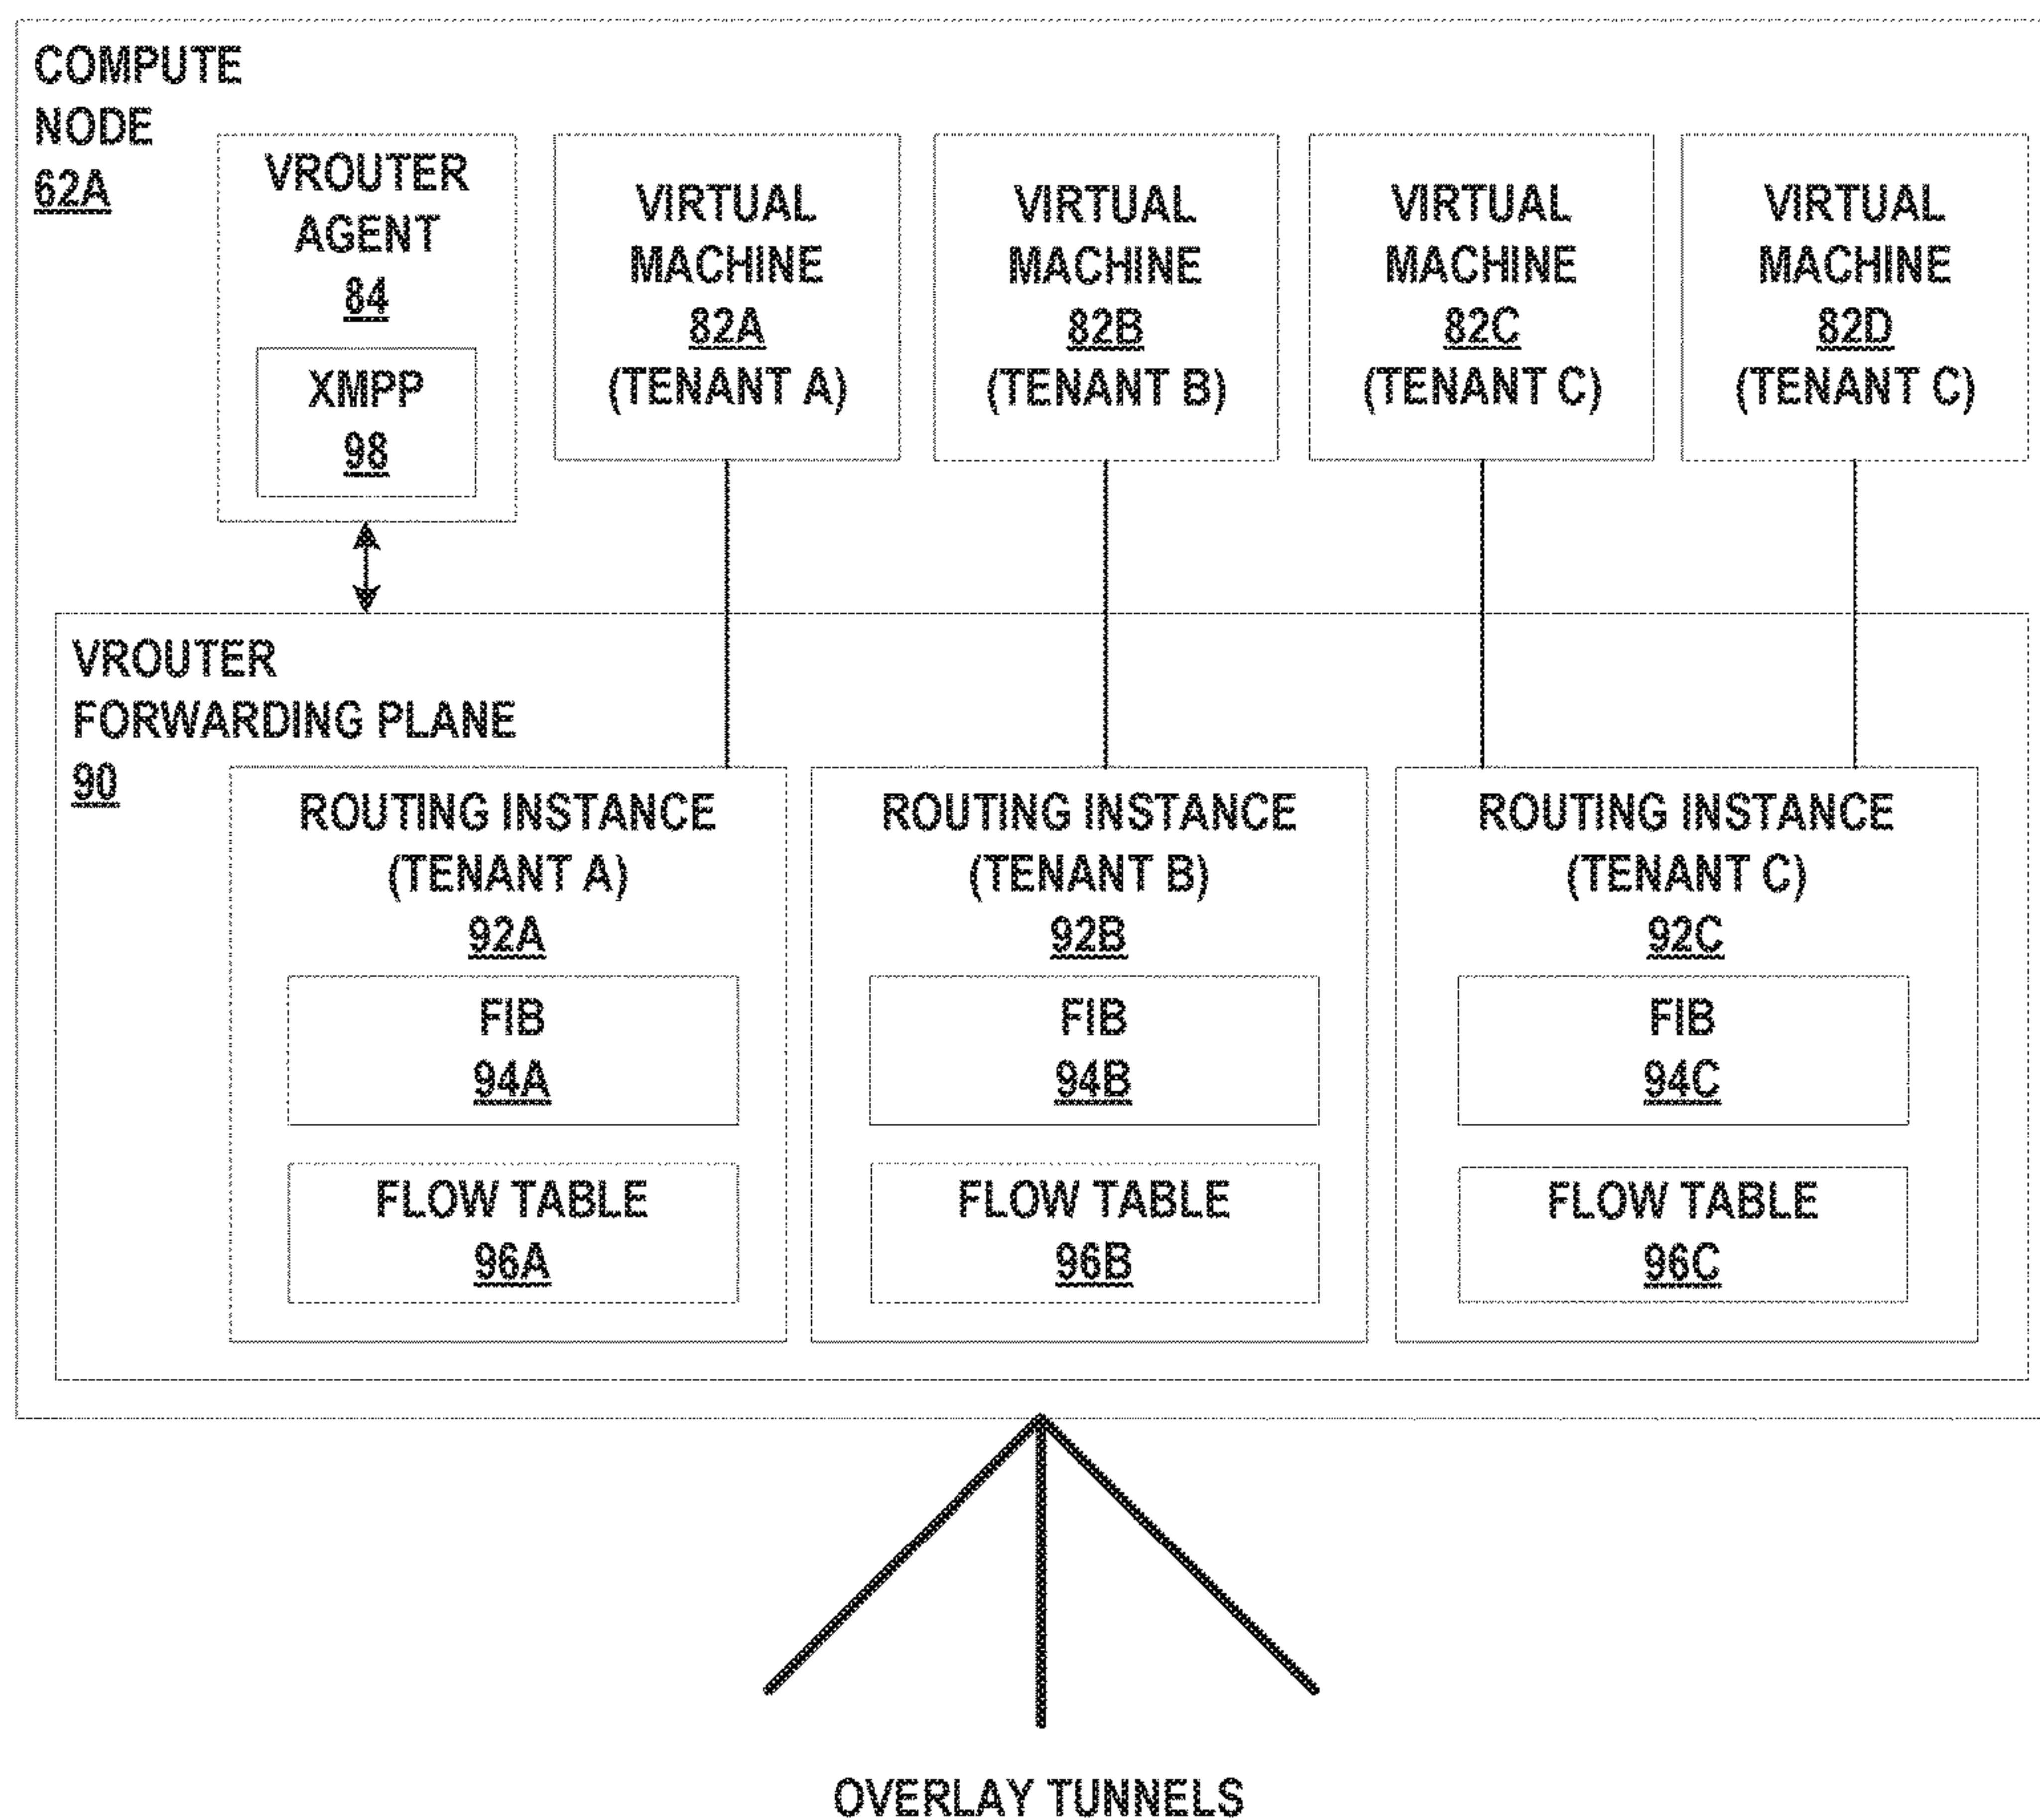 COMPUTE
NODE
62A
VROUTER
AGENT
84
XMPP
98
VIRTUAL
MACHINE
82A
(TENANT A)
VIRTUAL
MACHINE
82B
(TENANT B)
VIRTUAL
MACHINE
82C
(TENANT C)
VIRTUAL
MACHINE
82D
(TENANT C)
VROUTER
FORWARDING PLANE
90
ROUTING INSTANCE
(TENANT A)
92A
FIB
94A
FLOW TABLE
96A
ROUTING INSTANCE
(TENANT B)
92B
FIB
94B
FLOW TABLE
96B
ROUTING INSTANCE
(TENANT C)
92C
FIB
94C
FLOW TABLE
96C
OVERLAY TUNNELS